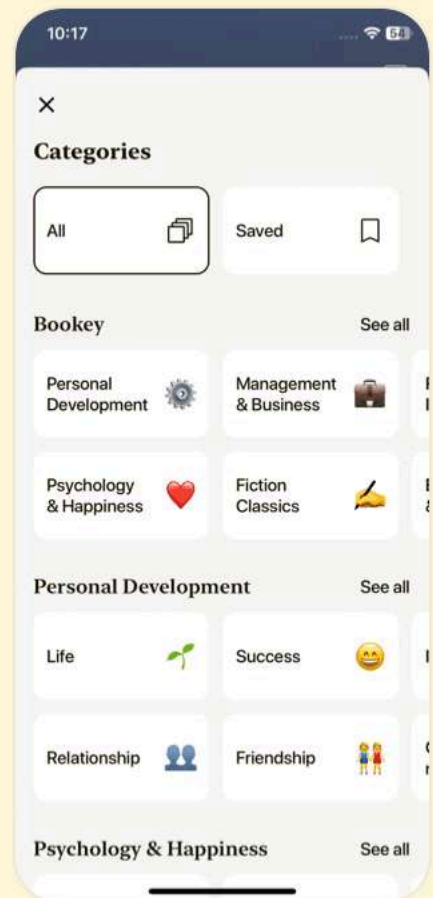 10:17
64
Categories
All
Saved
Bookey
See all
Personal
Development
Management
& Business
Psychology
& Happiness
Fiction
Classics
Personal Development
See all
Life
Success
Relationship
Friendship
Psychology & Happiness
See all